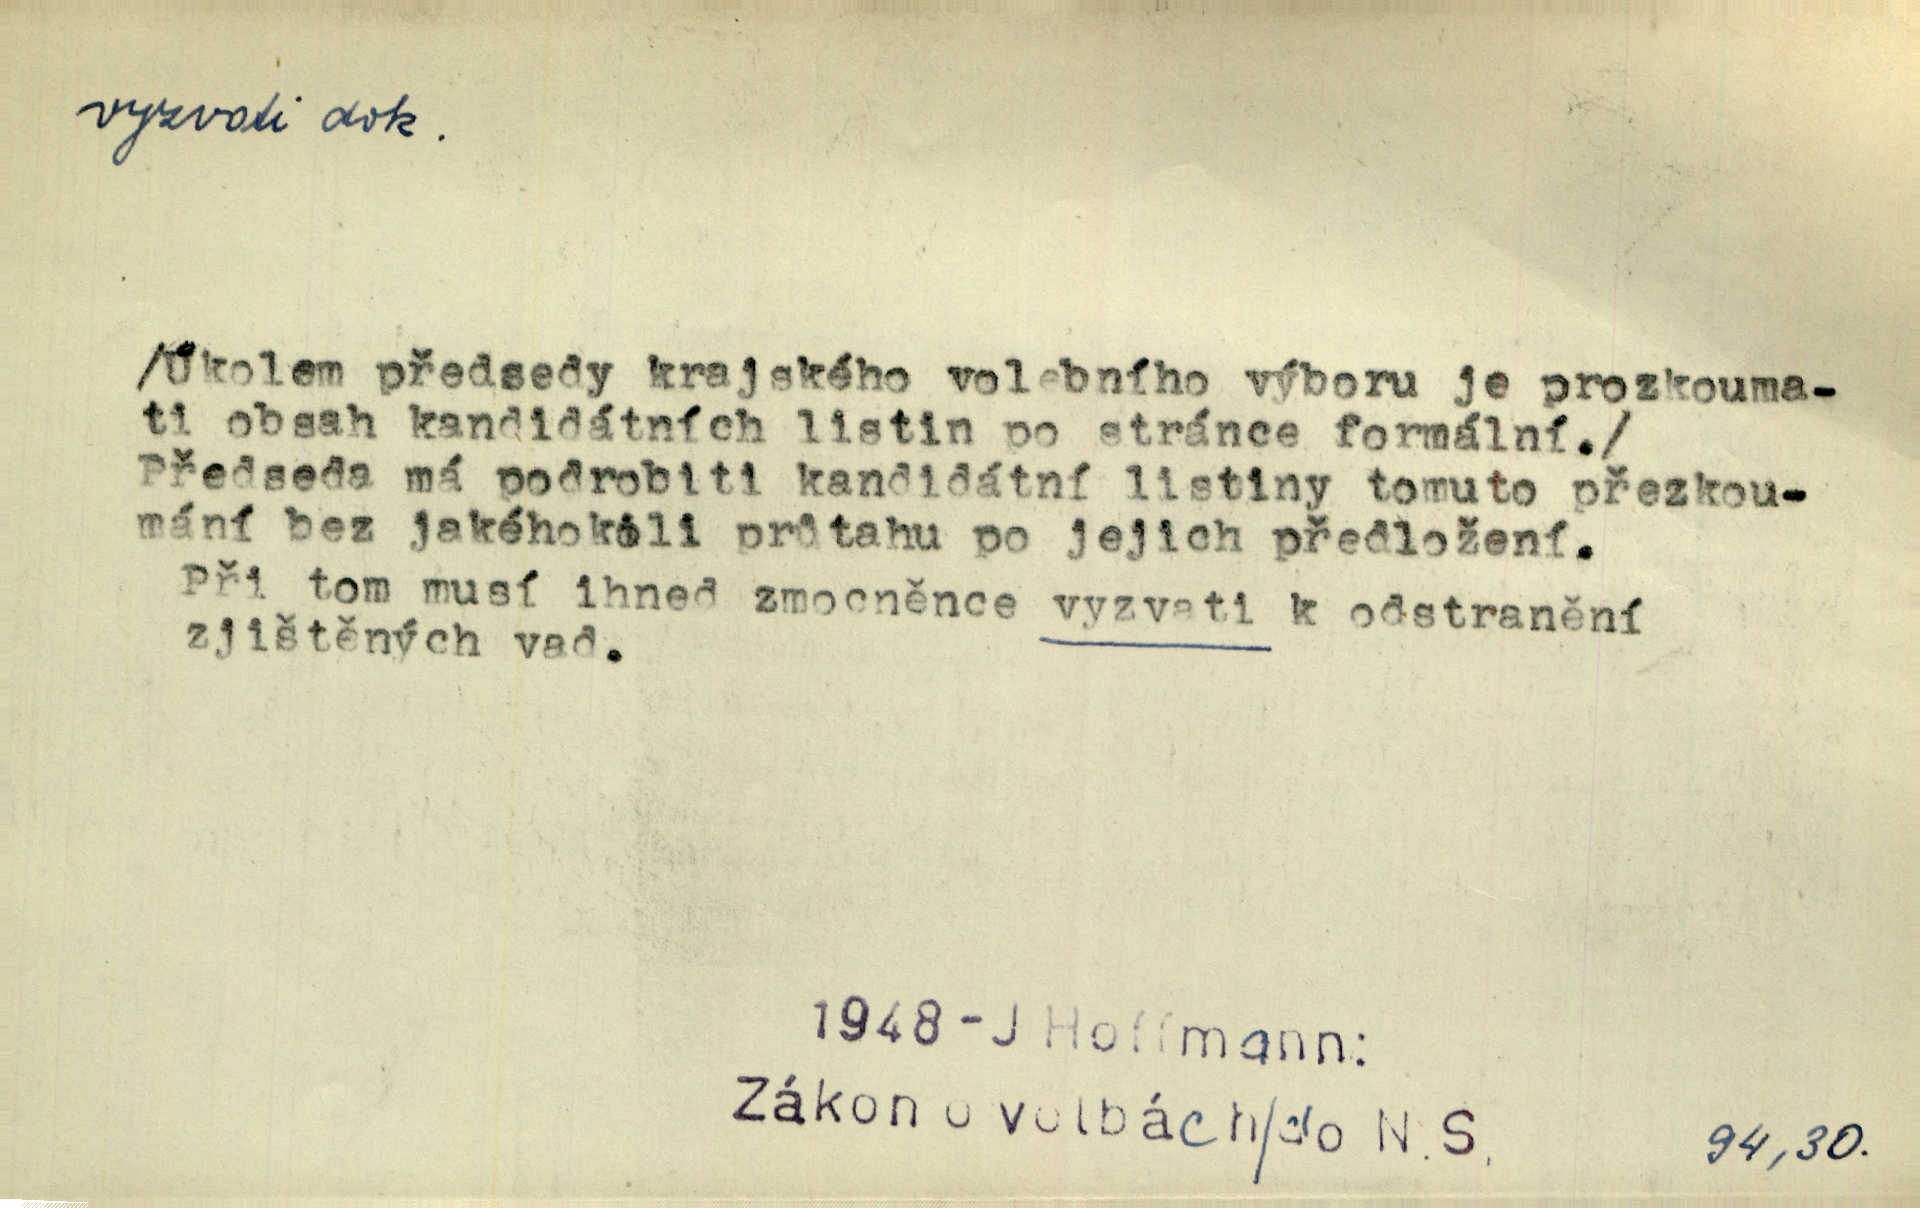 vyzvati dok.
/Úkolem předsedy krajského volebního výboru je prozkouma-
ti obsah kandidátních listin po stránce formální./
Předseda má podrobiti kandidátní listiny tomuto přezkou-
mání bez jakéhokoli průtahu po jejich předložení.
Při tom musí ihned zmocněnce vyzvati k odstranění
zjištěných vad.
1948-J Hoffmann:
Zákon o volbách/do N.S.
94,30.